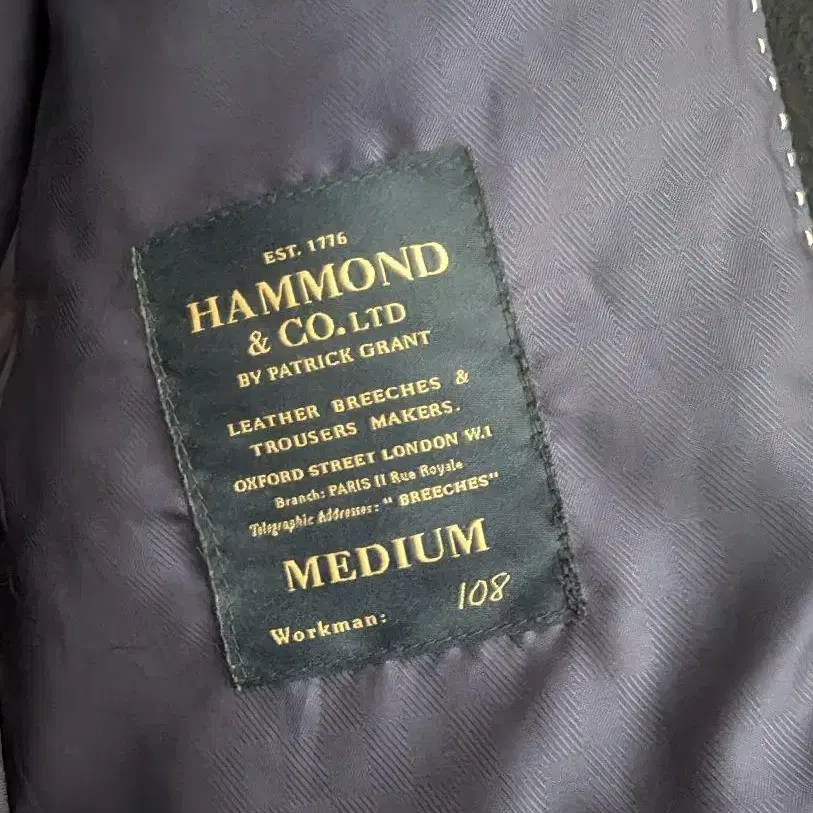 EST. 1776
HAMMOND
& CO. LTD
BY PATRICK GRANT
LEATHER BREECHES &
TROUSERS MAKERS.
OXFORD STREET LONDON W.1
Branch: PARIS 11 Rue Royale
Telegraphic Addresses: "BREECHES"
MEDIUM
Workman: 108